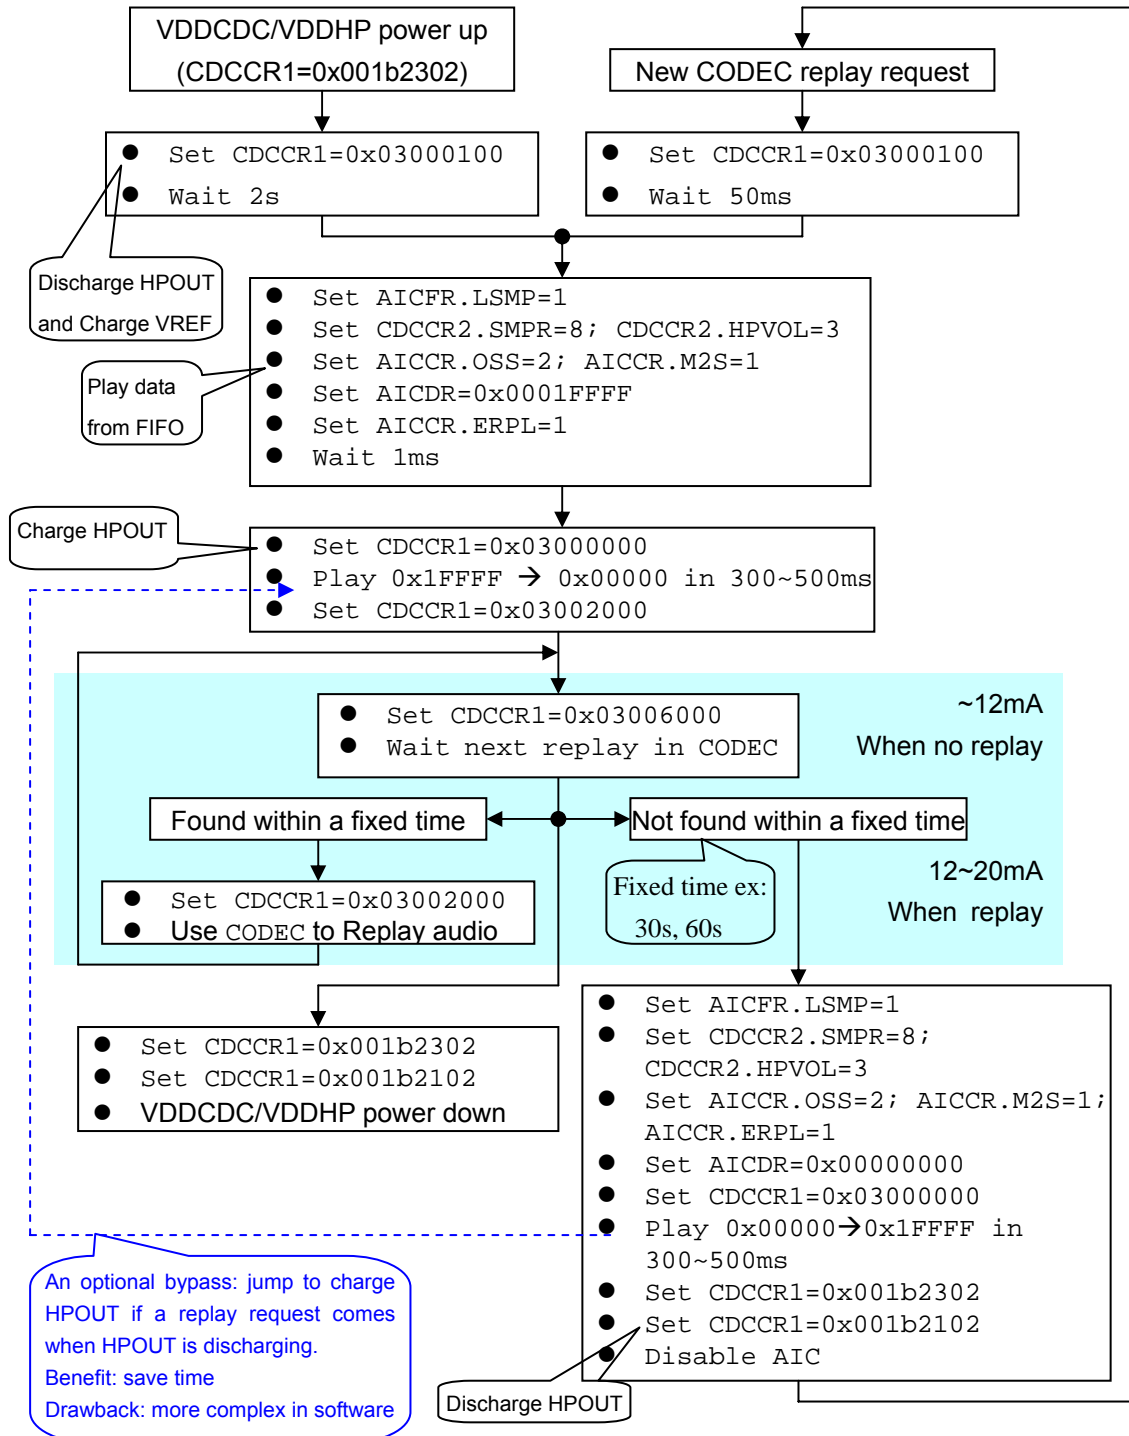 VDDCDC/VDDHP power up
(CDCCR1=0x001b2302)
New CODEC replay request
● Set CDCCR1=0x03000100
● Wait 2s
● Set CDCCR1=0x03000100
● Wait 50ms
Discharge HPOUT
and Charge VREF
● Set AICFR.LSMP=1
● Set CDCCR2.SMPR=8; CDCCR2.HPVOL=3
● Set AICCR.OSS=2; AICCR.M2S=1
● Set AICDR=0x0001FFFF
● Set AICCR.ERPL=1
● Wait 1ms
Play data
from FIFO
Charge HPOUT
● Set CDCCR1=0x03000000
● Play 0x1FFFF → 0x00000 in 300~500ms
● Set CDCCR1=0x03002000
● Set CDCCR1=0x03006000
● Wait next replay in CODEC
~12mA
When no replay
Found within a fixed time
Not found within a fixed time
● Set CDCCR1=0x03002000
● Use CODEC to Replay audio
Fixed time ex:
30s, 60s
12~20mA
When replay
● Set CDCCR1=0x001b2302
● Set CDCCR1=0x001b2102
● VDDCDC/VDDHP power down
● Set AICFR.LSMP=1
● Set CDCCR2.SMPR=8;
CDCCR2.HPVOL=3
● Set AICCR.OSS=2; AICCR.M2S=1;
AICCR.ERPL=1
● Set AICDR=0x00000000
● Set CDCCR1=0x03000000
● Play 0x00000→0x1FFFF in
300~500ms
● Set CDCCR1=0x001b2302
● Set CDCCR1=0x001b2102
● Disable AIC
An optional bypass: jump to charge
HPOUT if a replay request comes
when HPOUT is discharging.
Benefit: save time
Drawback: more complex in software
Discharge HPOUT